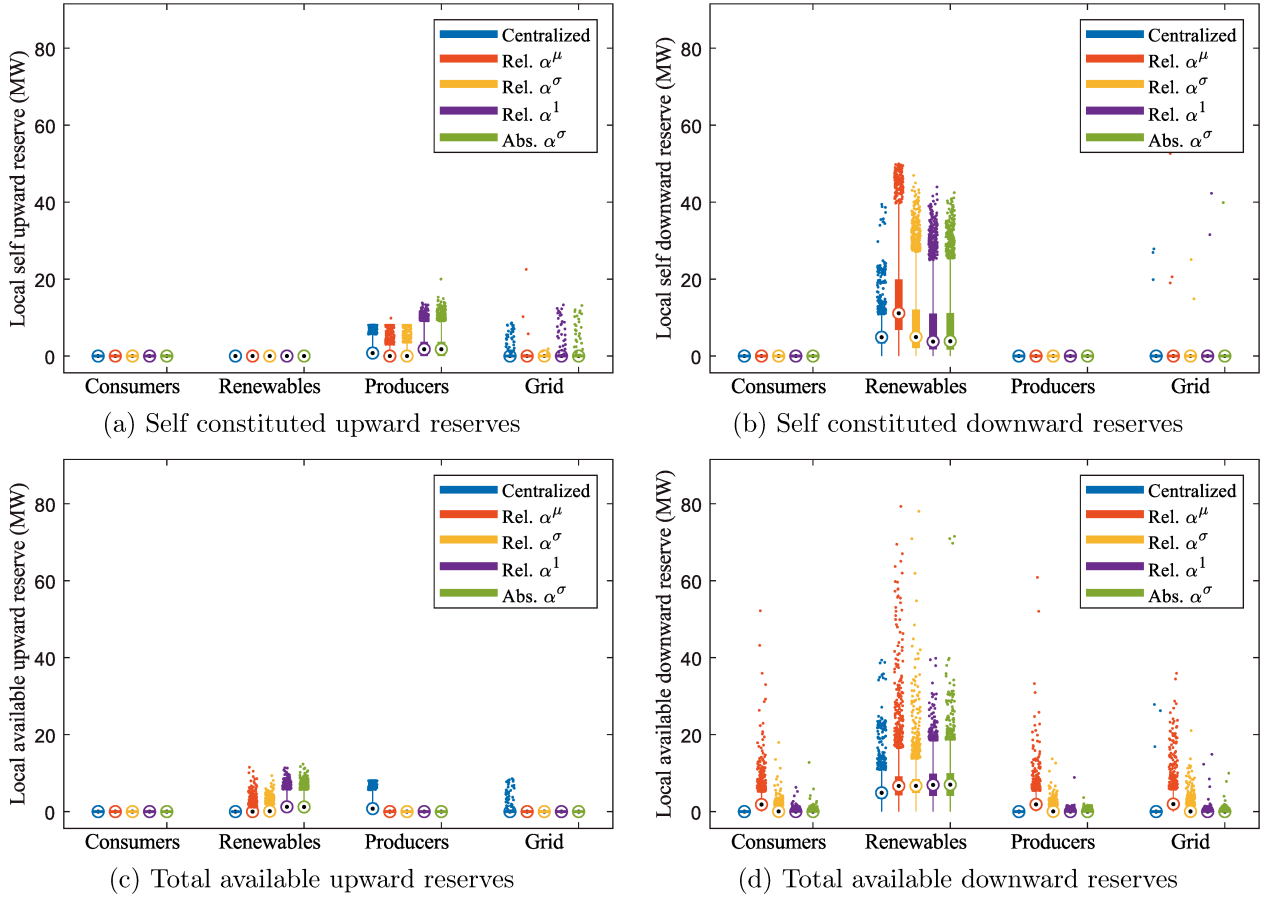 Local self upward reserve (MW)
80
60
40
20
0
Centralized
Rel. α^μ
Rel. α^σ
Rel. α^1
Abs. α^σ
Consumers Renewables Producers Grid
(a) Self constituted upward reserves
Local self downward reserve (MW)
80
60
40
20
0
Centralized
Rel. α^μ
Rel. α^σ
Rel. α^1
Abs. α^σ
Consumers Renewables Producers Grid
(b) Self constituted downward reserves
Local available upward reserve (MW)
80
60
40
20
0
Centralized
Rel. α^μ
Rel. α^σ
Rel. α^1
Abs. α^σ
Consumers Renewables Producers Grid
(c) Total available upward reserves
Local available downward reserve (MW)
80
60
40
20
0
Centralized
Rel. α^μ
Rel. α^σ
Rel. α^1
Abs. α^σ
Consumers Renewables Producers Grid
(d) Total available downward reserves